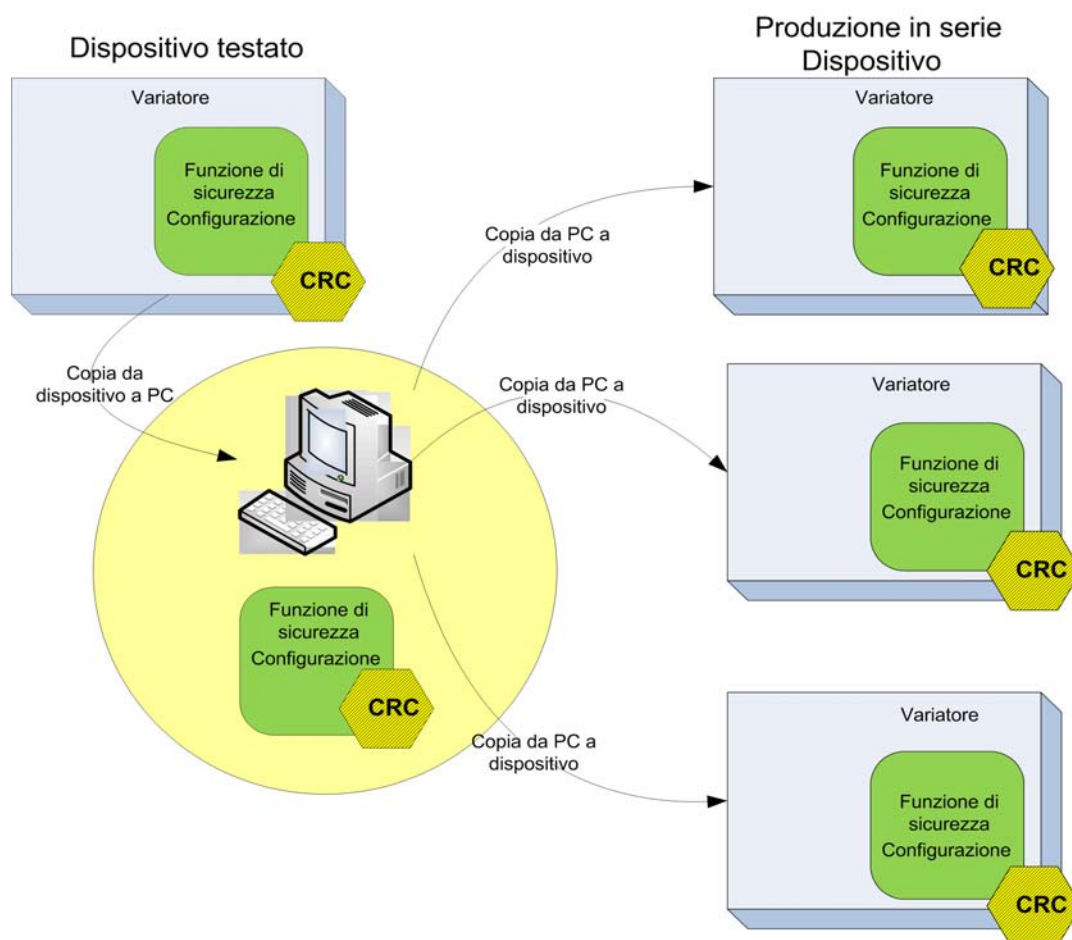 Dispositivo testato
Variatore
Funzione di
sicurezza
Configurazione
CRC
Copia da
dispositivo a PC
Funzione di
sicurezza
Configurazione
CRC
Produzione in serie
Dispositivo
Copia da PC a
dispositivo
Variatore
Funzione di
sicurezza
Configurazione
CRC
Copia da PC a
dispositivo
Variatore
Funzione di
sicurezza
Configurazione
CRC
Copia da PC a
dispositivo
Variatore
Funzione di
sicurezza
Configurazione
CRC